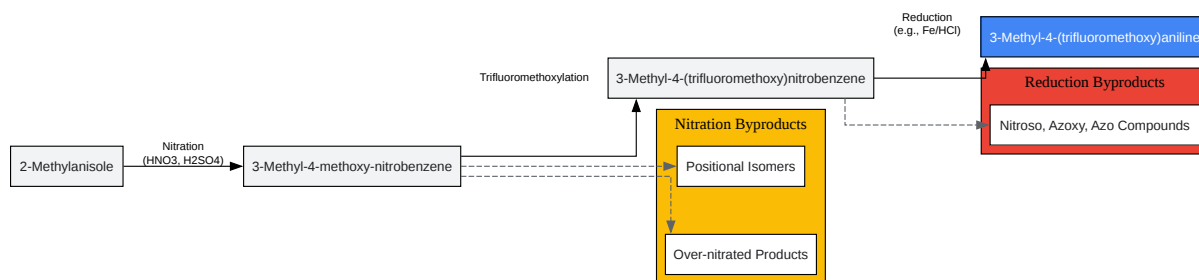 2-Methylanisole
Nitration
(HNO3, H2SO4)
3-Methyl-4-methoxy-nitrobenzene
Trifluoromethoxylation
3-Methyl-4-(trifluoromethoxy)nitrobenzene
Nitration Byproducts
Positional Isomers
Over-nitrated Products
Reduction
(e.g., Fe/HCl)
3-Methyl-4-(trifluoromethoxy)aniline
Reduction Byproducts
Nitroso, Azoxy, Azo Compounds